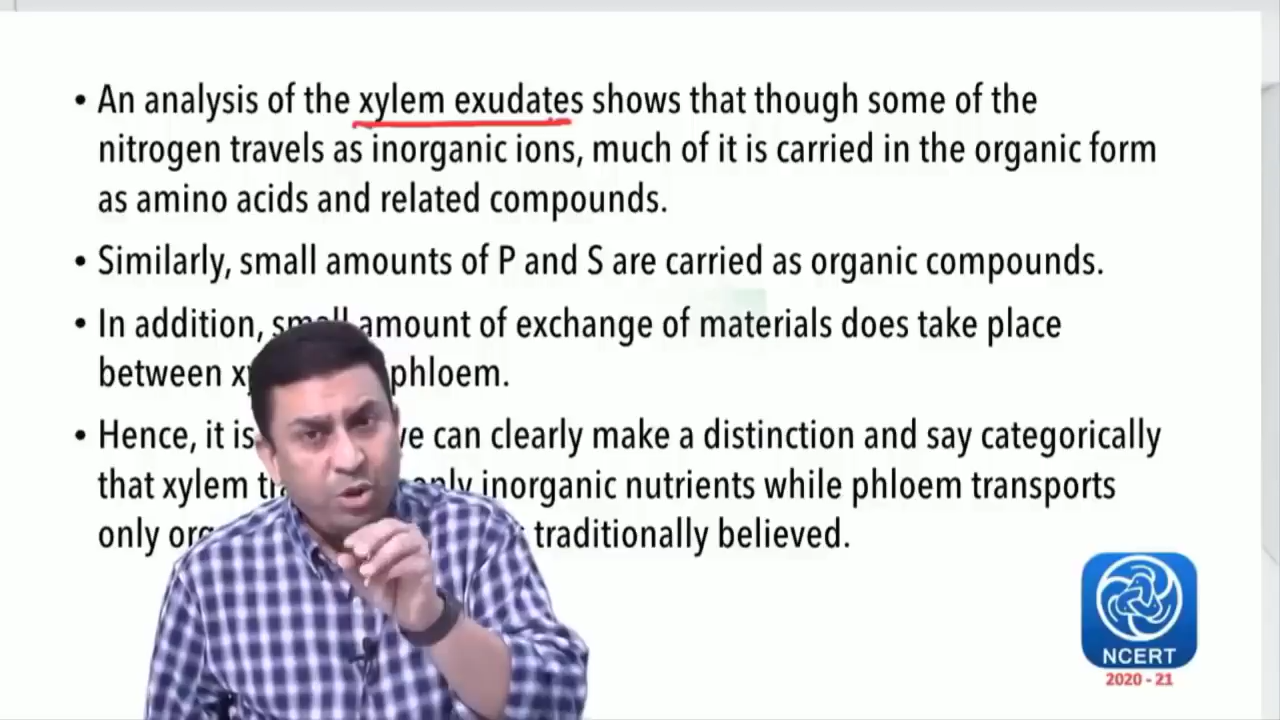 • An analysis of the xylem exudates shows that though some of the
nitrogen travels as inorganic ions, much of it is carried in the organic form
as amino acids and related compounds.
• Similarly, small amounts of P and S are carried as organic compounds.
• In addition, small amount of exchange of materials does take place
between phloem.
• Hence, it is can clearly make a distinction and say categorically
that xylem only inorganic nutrients while phloem transports
only traditionally believed.
NCERT
2020 - 21